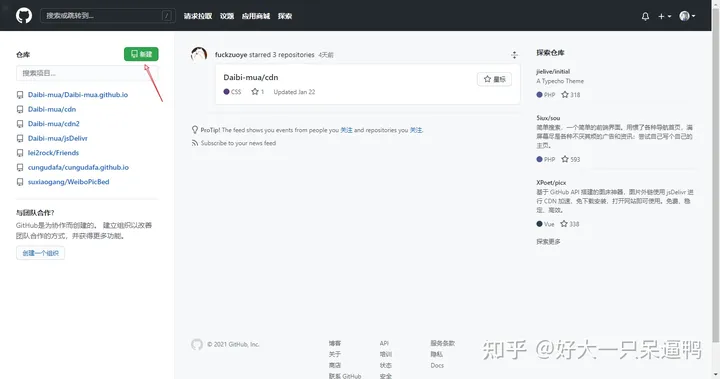 搜索或跳转到...
/
请求拉取 议题 应用商城 探索
仓库
新建
搜索项目...
Daibi-mua/Daibi-mua.github.io
Daibi-mua/cdn
Daibi-mua/cdn2
Daibi-mua/jsDelivr
lei2rock/Friends
cungudafa/cungudafa.github.io
suxiaogang/WeiboPicBed
与团队合作?
GitHub是为协作而创建的。 建立组织以改善
团队合作的方式，并获得更多功能。
创建一个组织
fuckzuoye starred 3 repositories 4天前
Daibi-mua/cdn
星标
CSS 1 Updated Jan 22
ProTip! The feed shows you events from people you 关注 and repositories you 关注.
Subscribe to your news feed
探索仓库
jielive/initial
A Typecho Theme
PHP 318
5iux/sou
简单搜索，一个简单的前端界面。用惯了各种导航首页，满
屏幕尽是各种不厌其烦的广告和资讯；尝试自己写个自己的
主页。
PHP 593
XPoet/picx
基于 GitHub API 搭建的图床神器，图片外链使用 jsDelivr 进
行 CDN 加速，免下载安装，打开网站即可使用。免费、稳
定、高效。
Vue 338
探索更多
© 2021 GitHub, Inc.
博客
关于
商店
联系 GitHub
API
培训
状态
安全
服务条款
隐私
Docs
知乎 @好大一只呆逼鸭